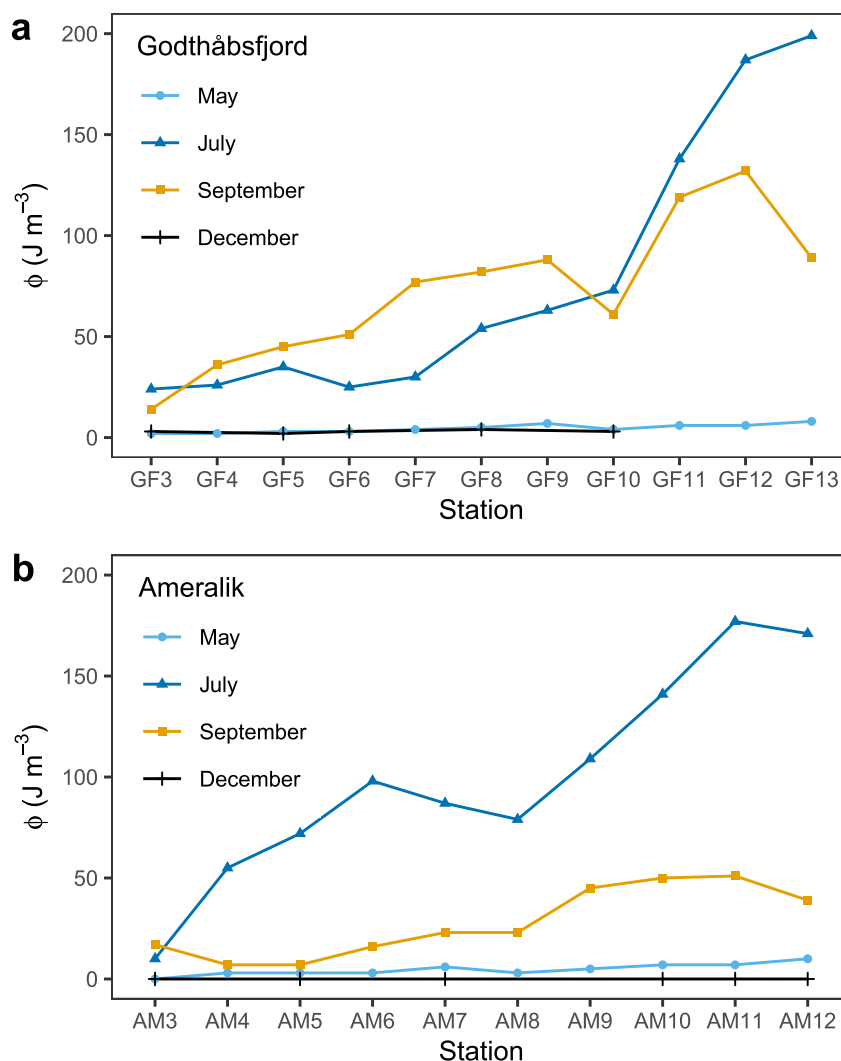 a
Godthåbsfjord
May
July
September
December
200
150
100
50
0
ϕ (J m⁻³)
GF3 GF4 GF5 GF6 GF7 GF8 GF9 GF10 GF11 GF12 GF13
Station
b
Ameralik
May
July
September
December
200
150
100
50
0
ϕ (J m⁻³)
AM3 AM4 AM5 AM6 AM7 AM8 AM9 AM10 AM11 AM12
Station